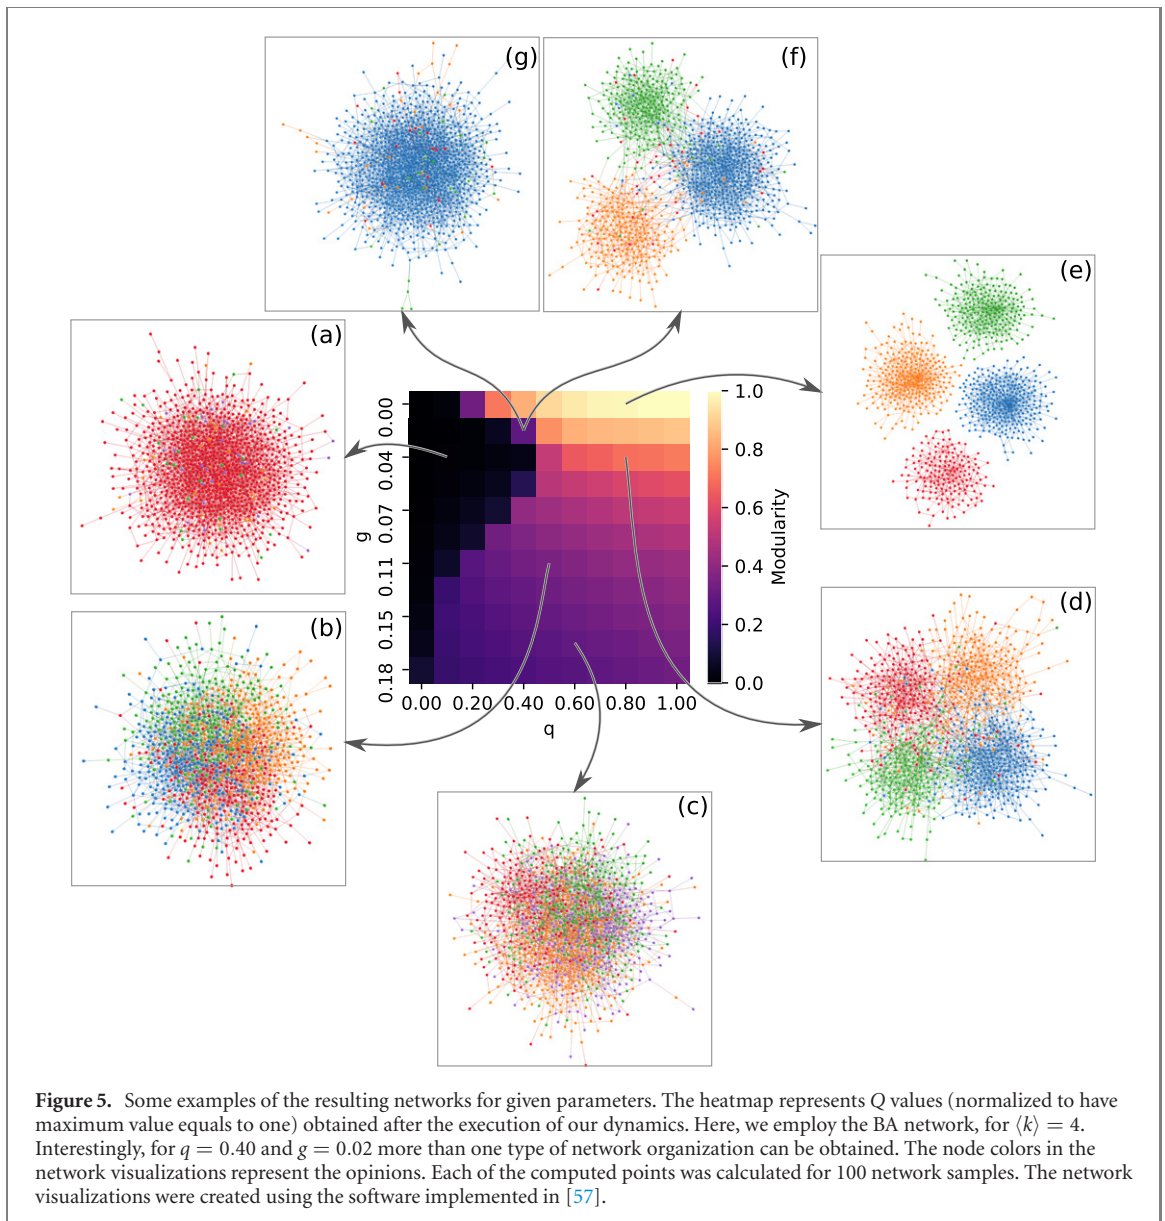 (g)
(f)
(e)
(a)
(b)
(c)
(d)
0.00
0.04
0.07
0.11
0.15
0.18
g
0.00 0.20 0.40 0.60 0.80 1.00
q
1.0
0.8
0.6
0.4
0.2
0.0
Modularity
Figure 5. Some examples of the resulting networks for given parameters. The heatmap represents Q values (normalized to have
maximum value equals to one) obtained after the execution of our dynamics. Here, we employ the BA network, for ⟨k⟩ = 4.
Interestingly, for q = 0.40 and g = 0.02 more than one type of network organization can be obtained. The node colors in the
network visualizations represent the opinions. Each of the computed points was calculated for 100 network samples. The network
visualizations were created using the software implemented in [57].